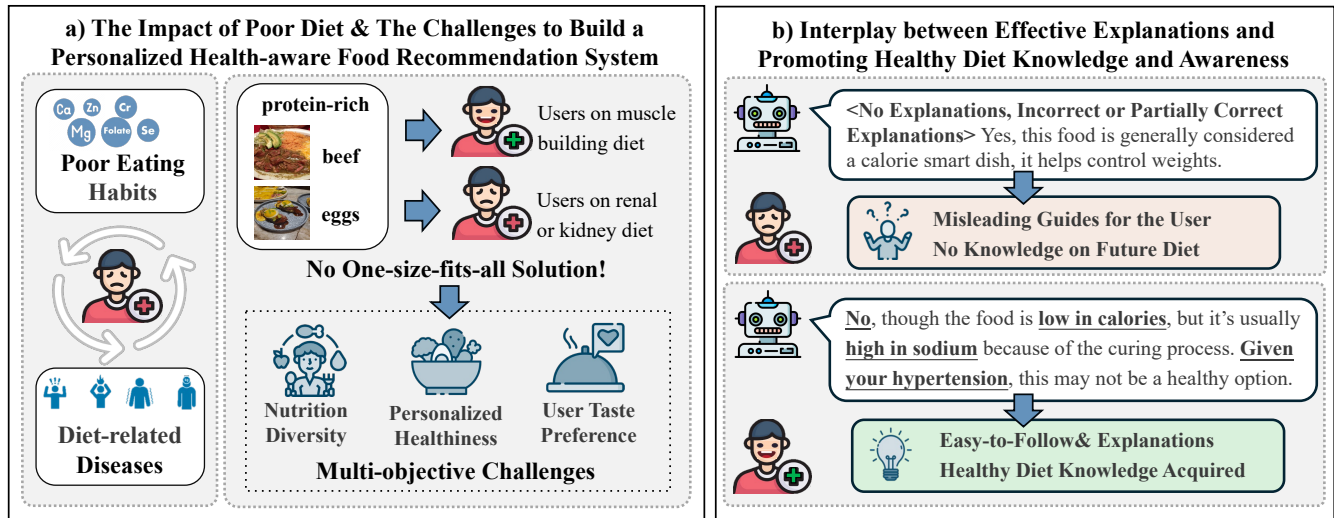 a) The Impact of Poor Diet & The Challenges to Build a
Personalized Health-aware Food Recommendation System
Ca
Zn
Cr
Mg
Folate
Se
Poor Eating
Habits
Diet-related
Diseases
protein-rich
beef
eggs
Users on muscle
building diet
Users on renal
or kidney diet
No One-size-fits-all Solution!
Nutrition
Diversity
Personalized
Healthiness
User Taste
Preference
Multi-objective Challenges
b) Interplay between Effective Explanations and
Promoting Healthy Diet Knowledge and Awareness
<No Explanations, Incorrect or Partially Correct
Explanations> Yes, this food is generally considered
a calorie smart dish, it helps control weights.
Misleading Guides for the User
No Knowledge on Future Diet
No, though the food is low in calories, but it's usually
high in sodium because of the curing process. Given
your hypertension, this may not be a healthy option.
Easy-to-Follow& Explanations
Healthy Diet Knowledge Acquired